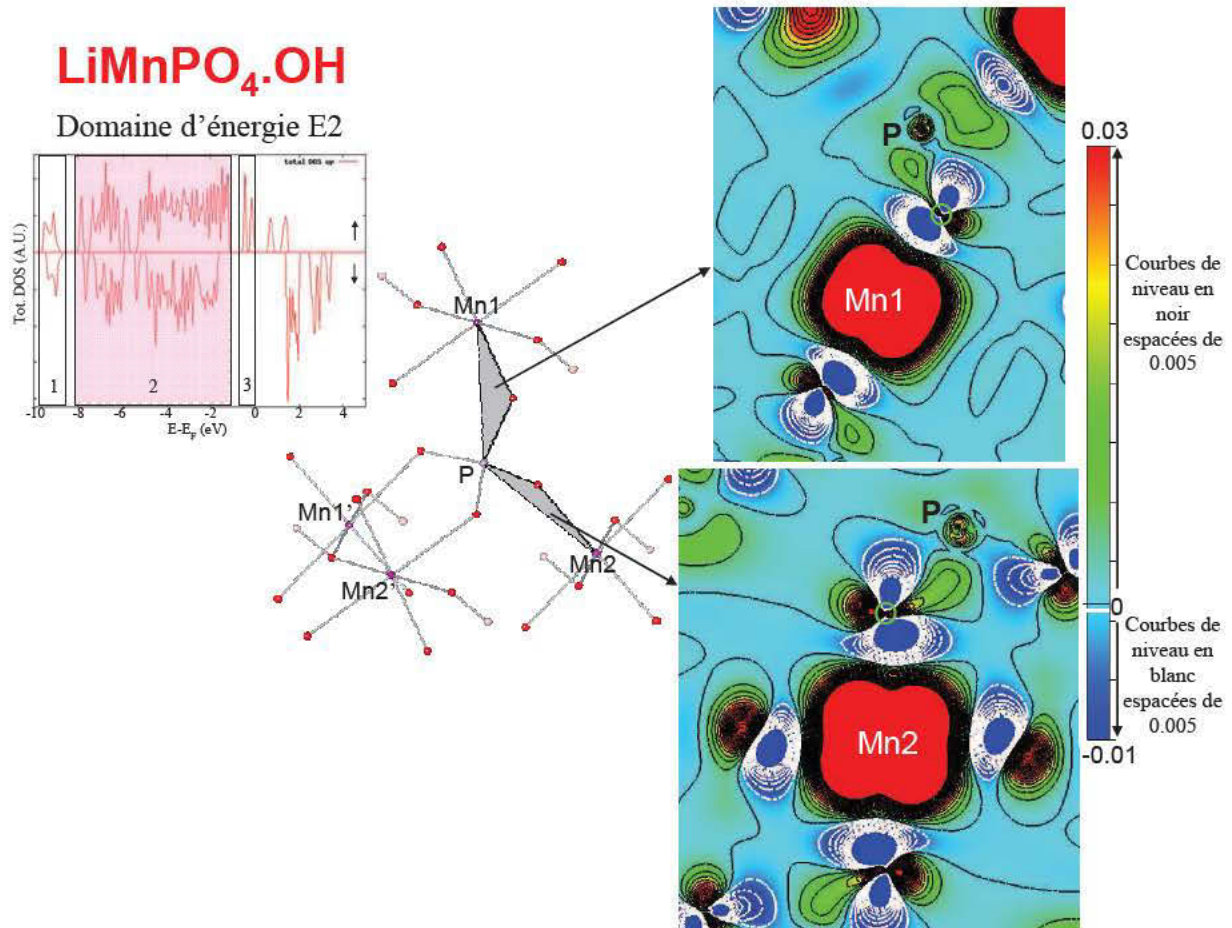 LiMnPO4.OH
Domaine d'énergie E2
total DOS up
Tot. DOS (A.U.)
1
2
3
-10
-8
-6
-4
-2
0
2
4
E-EF (eV)
Mn1
P
Mn1'
Mn2'
Mn2
P
Mn1
P
Mn2
0.03
Courbes de
niveau en
noir
espacées de
0.005
0
Courbes de
niveau en
blanc
espacées de
0.005
-0.01